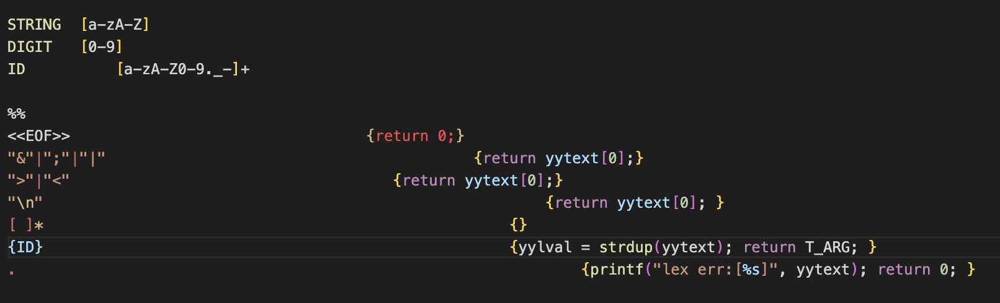 STRING  [a-zA-Z]
DIGIT   [0-9]
ID          [a-zA-Z0-9._-]+
%%
<<EOF>>                                 {return 0;}
"&"|";"|"|"                                         {return yytext[0];}
">"|"<"                                    {return yytext[0];}
"\n"                                                        {return yytext[0]; }
[ ]*                                                    {}
{ID}                                                    {yylval = strdup(yytext); return T_ARG; }
.                                                               {printf("lex err:[%s]", yytext); return 0; }